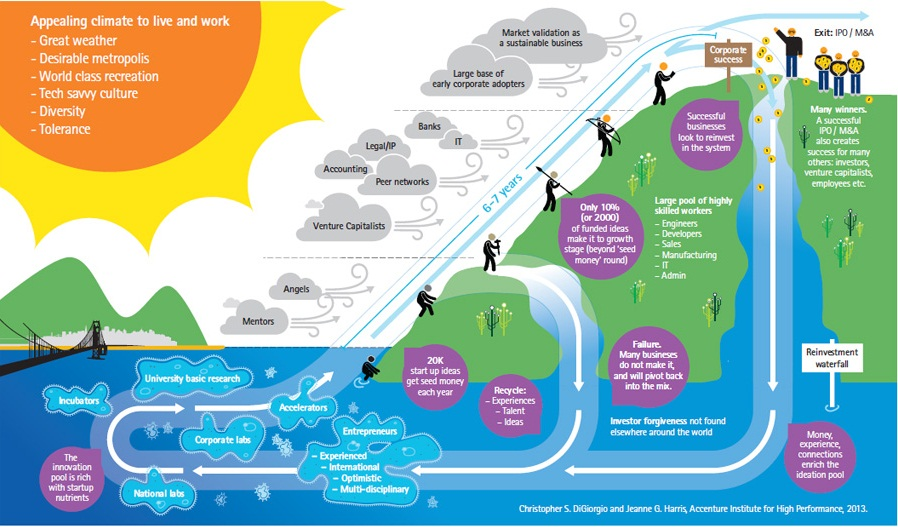 Appealing climate to live and work
- Great weather
- Desirable metropolis
- World class recreation
- Tech savvy culture
- Diversity
- Tolerance
Market validation as
a sustainable business
Large base of
early corporate adopters
Banks
Legal/IP
IT
Accounting
Peer networks
Venture Capitalists
Angels
Mentors
6–7 years
Corporate
success
Exit: IPO / M&A
Successful
businesses
look to reinvest
in the system
Many winners.
A successful
IPO / M&A
also creates
success for many
others: investors,
venture capitalists,
employees etc.
Only 10%
(or 2000)
of funded ideas
make it to growth
stage (beyond ‘seed
money’ round)
Large pool of highly
skilled workers
– Engineers
– Developers
– Sales
– Manufacturing
– IT
– Admin
20K
start up ideas
get seed money
each year
Recycle:
– Experiences
– Talent
– Ideas
Failure.
Many busineses
do not make it,
and will pivot back
into the mix.
Investor forgiveness not found
elsewhere around the world
Reinvestment
waterfall
Money,
experience,
connections
enrich the
ideation pool
University basic research
Incubators
Accelerators
Corporate labs
Entrepreneurs
– Experienced
– International
– Optimistic
– Multi-disciplinary
National labs
The
innovation
pool is rich
with startup
nutrients
Christopher S. DiGiorgio and Jeanne G. Harris, Accenture Institute for High Performance, 2013.